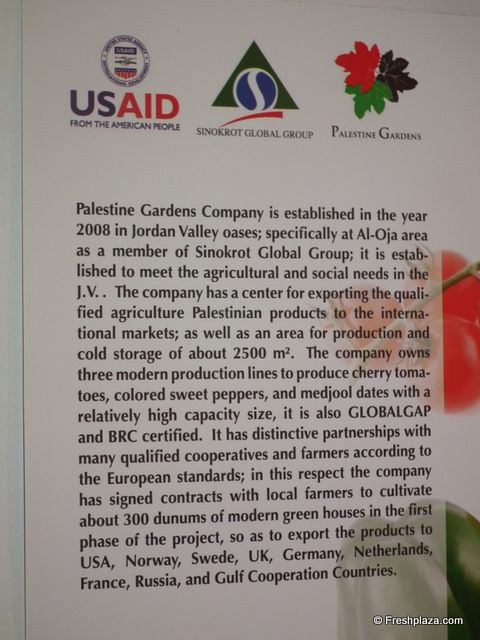 UNITED STATES AGENCY
USAID
INTERNATIONAL DEVELOPMENT
USAID
FROM THE AMERICAN PEOPLE
SINOKROT GLOBAL GROUP
PALESTINE GARDENS
Palestine Gardens Company is established in the year
2008 in Jordan Valley oases; specifically at Al-Oja area
as a member of Sinokrot Global Group; it is estab-
lished to meet the agricultural and social needs in the
J.V. . The company has a center for exporting the quali-
fied agriculture Palestinian products to the interna-
tional markets; as well as an area for production and
cold storage of about 2500 m². The company owns
three modern production lines to produce cherry toma-
toes, colored sweet peppers, and medjool dates with a
relatively high capacity size, it is also GLOBALGAP
and BRC certified. It has distinctive partnerships with
many qualified cooperatives and farmers according to
the European standards; in this respect the company
has signed contracts with local farmers to cultivate
about 300 dunums of modern green houses in the first
phase of the project, so as to export the products to
USA, Norway, Swede, UK, Germany, Netherlands,
France, Russia, and Gulf Cooperation Countries.
© Freshplaza.com